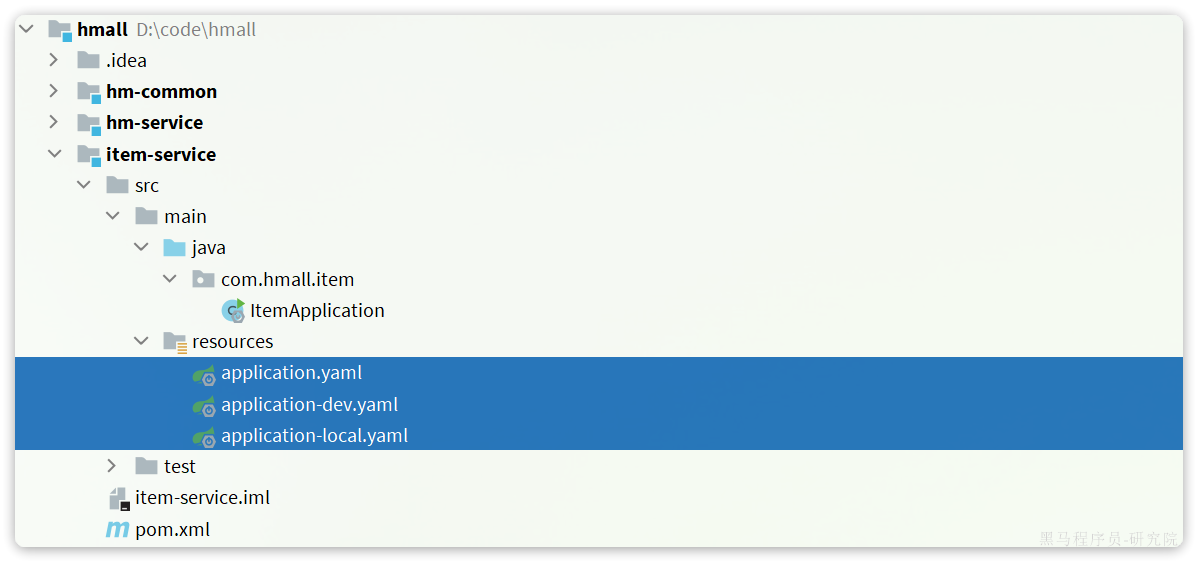 hmall D:\code\hmall
.idea
hm-common
hm-service
item-service
src
main
java
com.hmall.item
ItemApplication
resources
application.yaml
application-dev.yaml
application-local.yaml
test
item-service.iml
pom.xml
黑马程序员-研究院